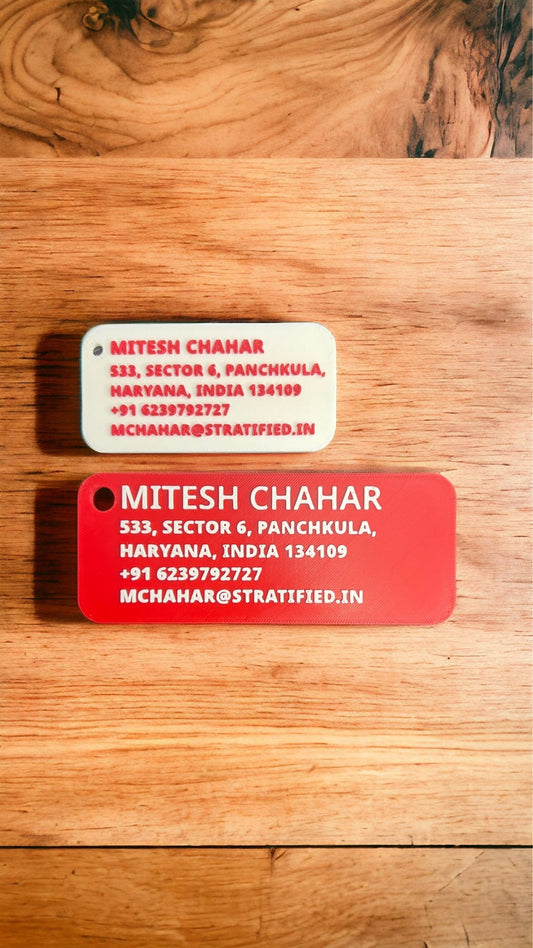 MITESH CHAHAR
533, SECTOR 6, PANCHKULA,
HARYANA, INDIA 134109
+91 6239792727
MCHAHAR@STRATIFIED.IN
MITESH CHAHAR
533, SECTOR 6, PANCHKULA,
HARYANA, INDIA 134109
+91 6239792727
MCHAHAR@STRATIFIED.IN